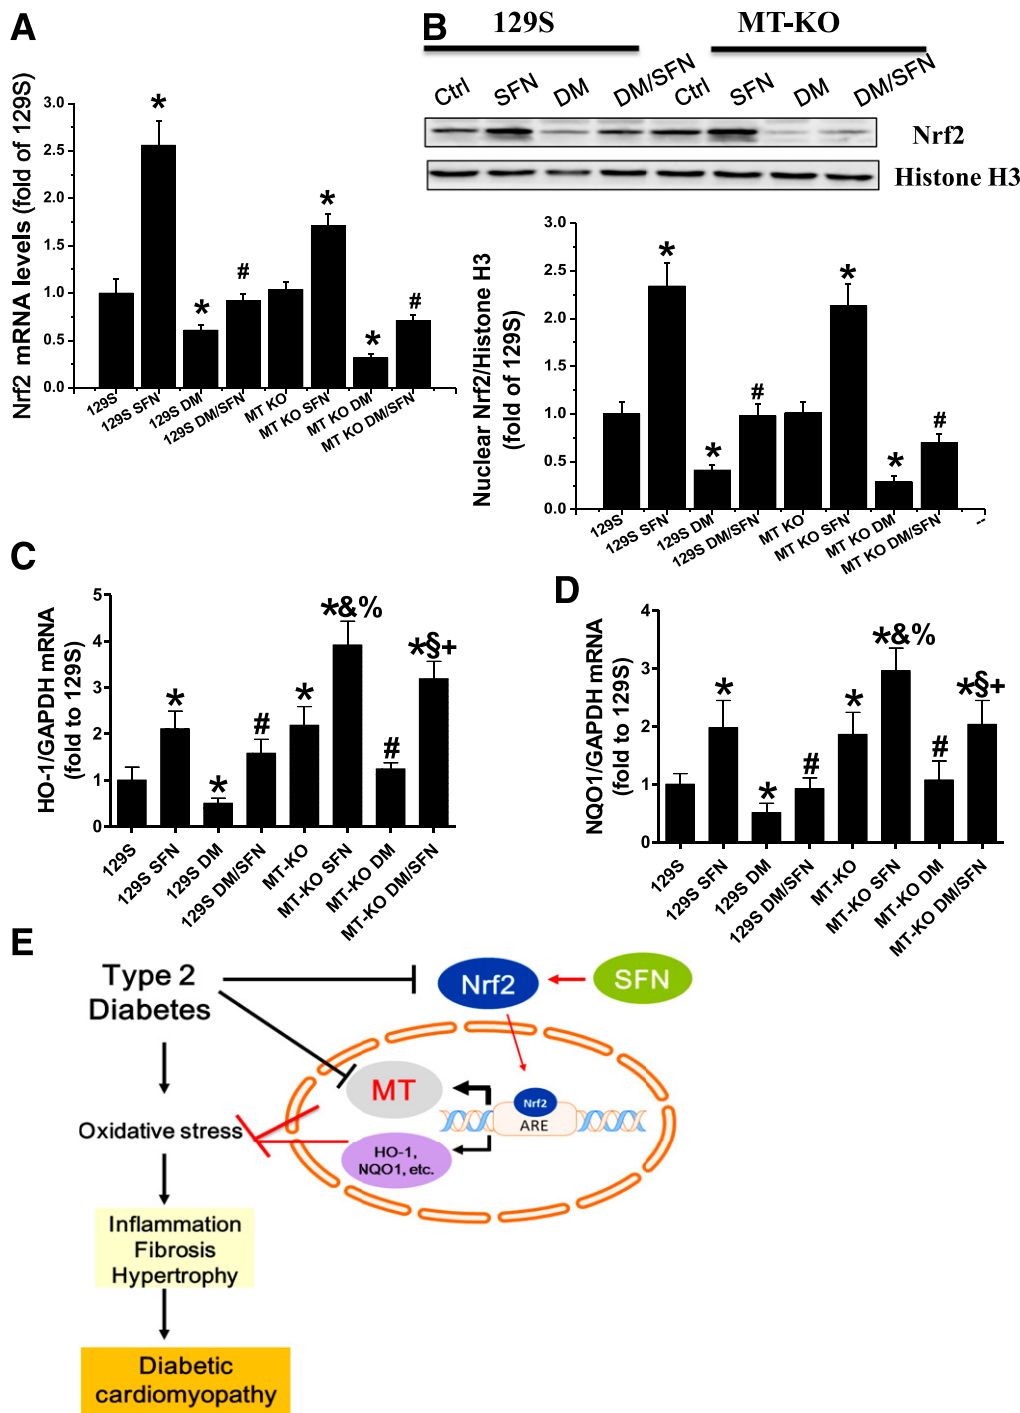 A
Nrf2 mRNA levels (fold of 129S)
3.0
2.5
2.0
1.5
1.0
0.5
0.0
*
*
#
*
*
#
129S
129S SFN
129S DM
129S DM/SFN
MT KO
MT KO SFN
MT KO DM
MT KO DM/SFN
B
129S
MT-KO
Ctrl
SFN
DM
DM/SFN
Ctrl
SFN
DM
DM/SFN
Nrf2
Histone H3
Nuclear Nrf2/Histone H3
(fold of 129S)
3.0
2.5
2.0
1.5
1.0
0.5
0.0
*
*
#
*
*
#
129S
129S SFN
129S DM
129S DM/SFN
MT KO
MT KO SFN
MT KO DM
MT KO DM/SFN
--
C
HO-1/GAPDH mRNA
(fold to 129S)
5
4
3
2
1
0
*
*
#
*
*&%
#
*§+
129S
129S SFN
129S DM
129S DM/SFN
MT-KO
MT-KO SFN
MT-KO DM
MT-KO DM/SFN
D
NQO1/GAPDH mRNA
(fold to 129S)
4
3
2
1
0
*
*
#
*
*&%
#
*§+
129S
129S SFN
129S DM
129S DM/SFN
MT-KO
MT-KO SFN
MT-KO DM
MT-KO DM/SFN
E
Type 2
Diabetes
Nrf2
SFN
MT
Nrf2
ARE
Oxidative stress
HO-1,
NQO1, etc.
Inflammation
Fibrosis
Hypertrophy
Diabetic
cardiomyopathy